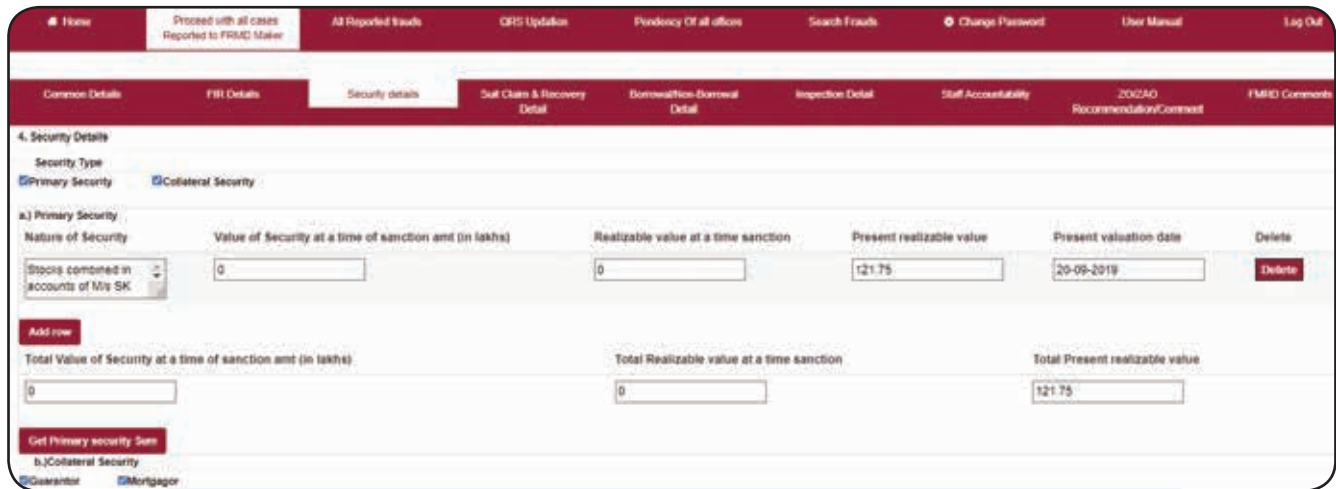 Home Proceed with all cases Reported to FRMD Maker All Reported frauds QRS Updation Pendency Of all offices Search Frauds Change Password User Manual Log Out
Common Details FIR Details Security details Suit Claim & Recovery Detail Borrowal/Non-Borrowal Detail Inspection Detail Staff Accountability ZO/ZAO Recommendation/Comment FMRD Comments
4. Security Details
Security Type
Primary Security Collateral Security
a.) Primary Security
Nature of Security Value of Security at a time of sanction amt (in lakhs) Realizable value at a time sanction Present realizable value Present valuation date Delete
Stocks combined in accounts of M/s SK 0 0 121.75 20-09-2019 Delete
Add row
Total Value of Security at a time of sanction amt (in lakhs) Total Realizable value at a time sanction Total Present realizable value
0 0 121.75
Get Primary security Sum
b.)Collateral Security
Guarantor Mortgagor